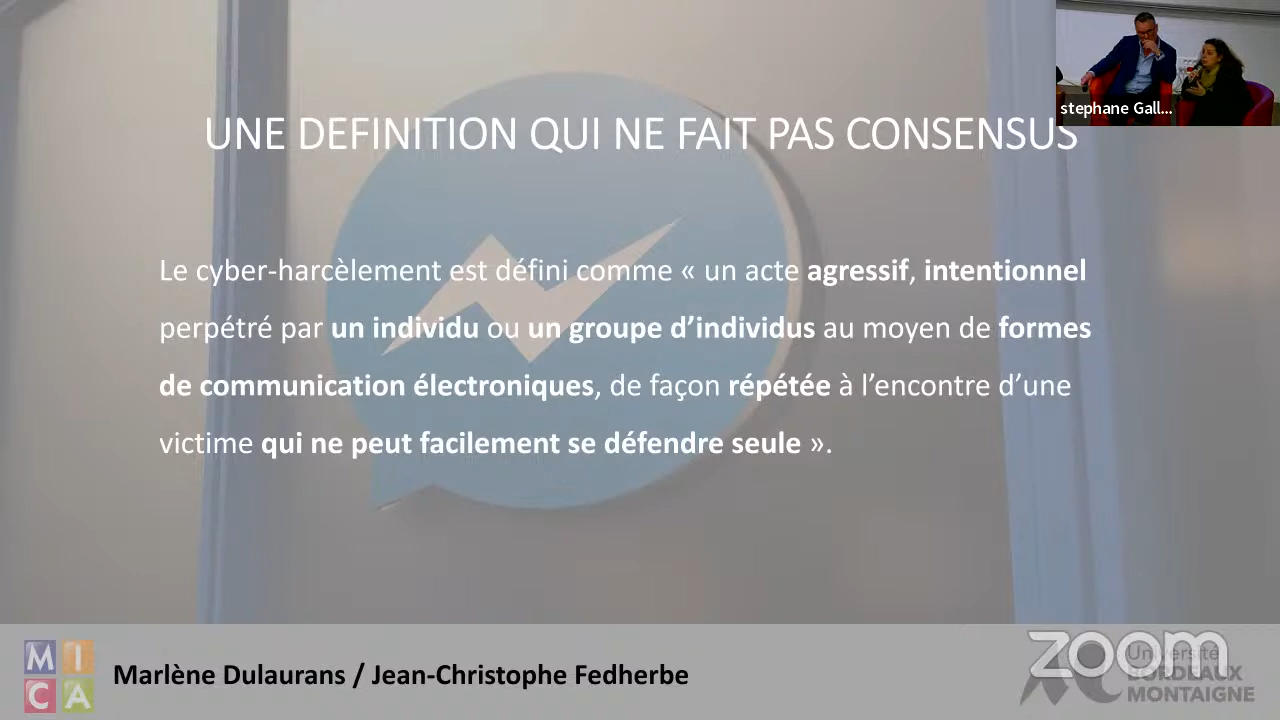 stephane Gall...
UNE DEFINITION QUI NE FAIT PAS CONSENSUS
Le cyber-harcèlement est défini comme « un acte agressif, intentionnel
perpétré par un individu ou un groupe d’individus au moyen de formes
de communication électroniques, de façon répétée à l’encontre d’une
victime qui ne peut facilement se défendre seule ».
MI
CA
Marlène Dulaurans / Jean-Christophe Fedherbe
zoom
Université
BORDEAUX
MONTAIGNE